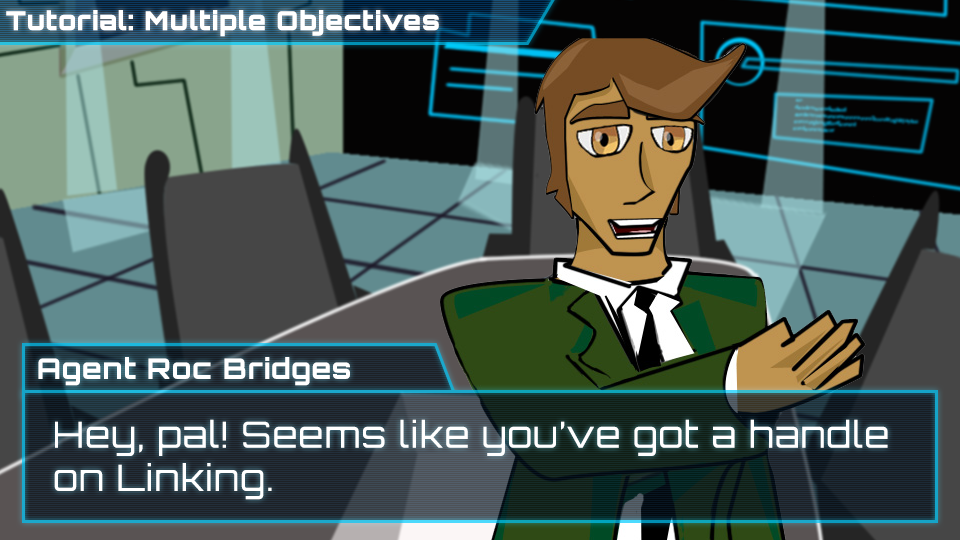 Tutorial: Multiple Objectives
Agent Roc Bridges
Hey, pal! Seems like you've got a handle
on Linking.